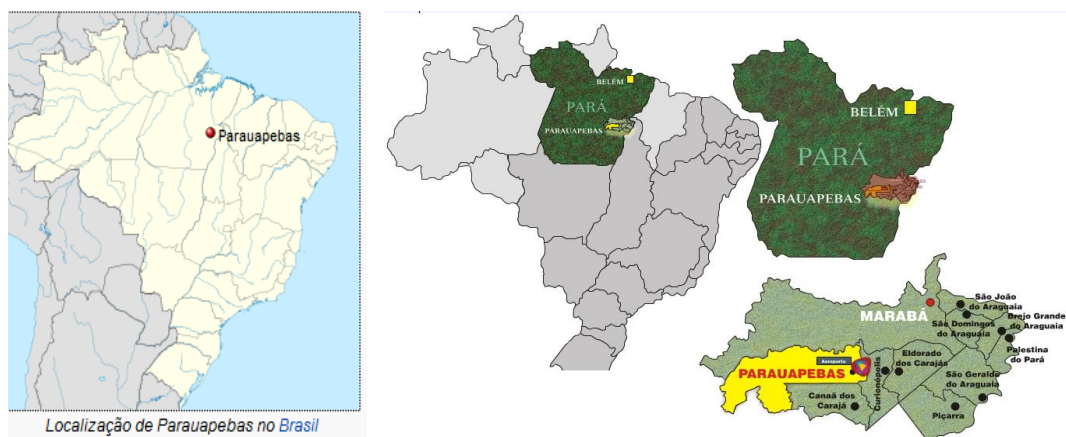 Parauapebas
Localização de Parauapebas no Brasil
BELÉM
PARÁ
PARAUAPEBAS
BELÉM
PARÁ
PARAUAPEBAS
MARABÁ
São João
do Araguaia
São Domingos
do Araguaia
Brejo Grande
do Araguaia
Palestina
do Pará
Aeroporto
PARAUAPEBAS
Curionópolis
Eldorado
dos Carajás
São Geraldo
do Araguaia
Canaã dos
Carajá
Piçarra